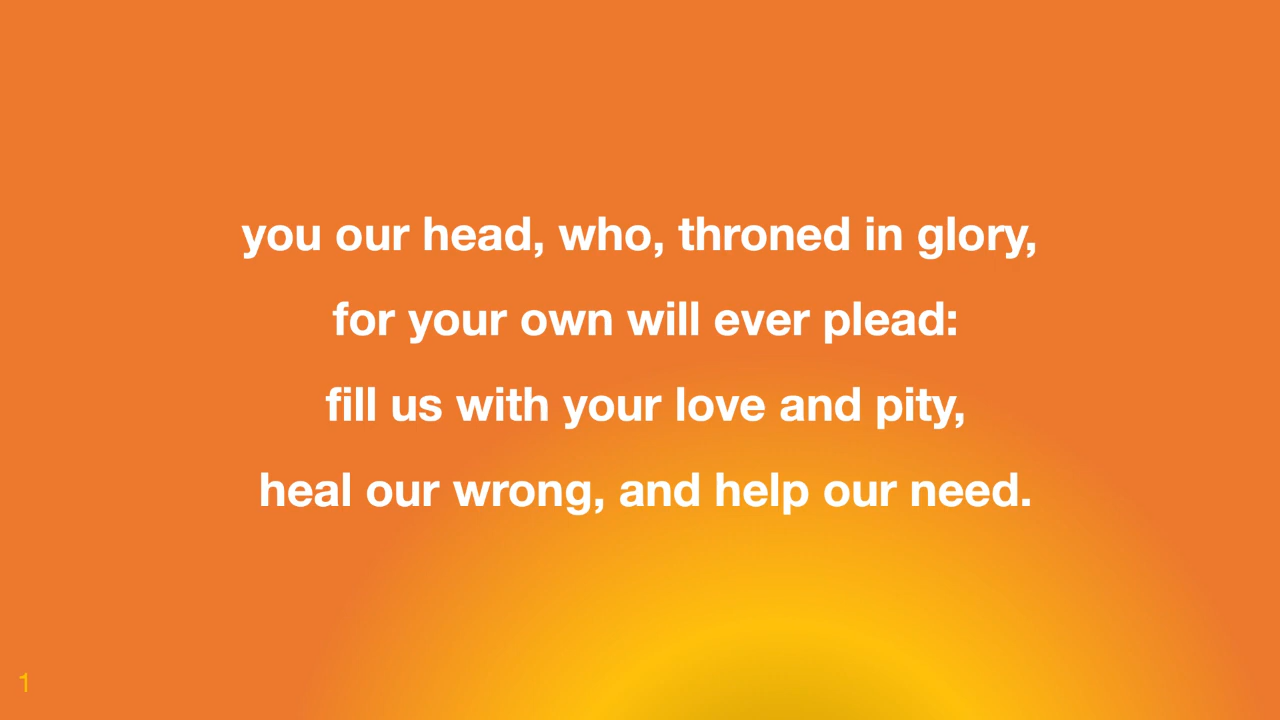 you our head, who, throned in glory,
for your own will ever plead:
fill us with your love and pity,
heal our wrong, and help our need.
1